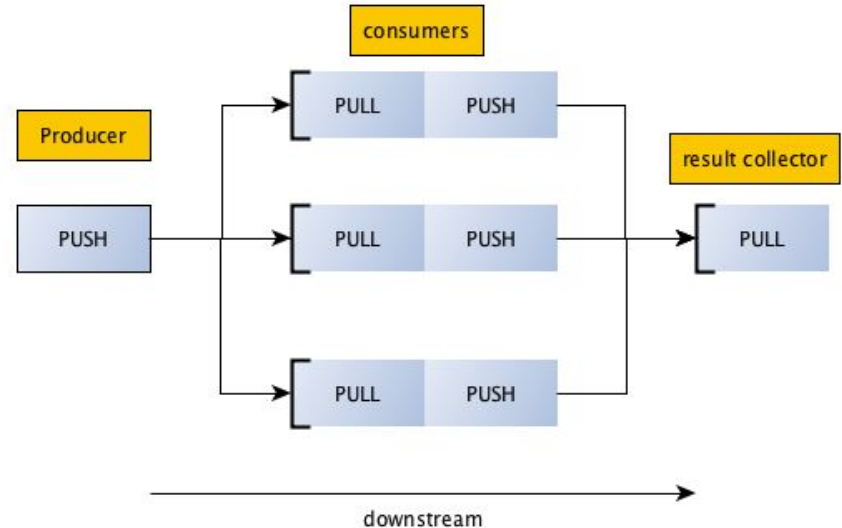 consumers
PULL PUSH
Producer
result collector
PUSH
PULL PUSH
PULL
PULL PUSH
downstream